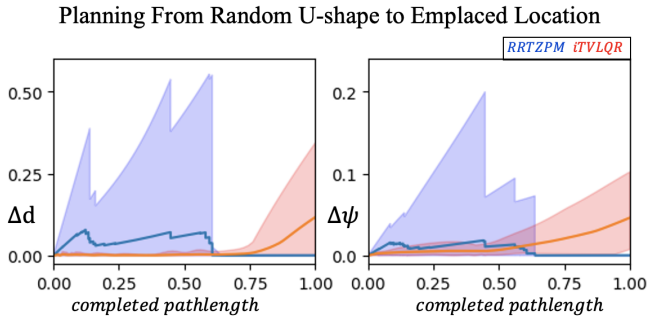 Planning From Random U-shape to Emplaced Location
RRTZPM iTVLQR
0.50
0.25
0.00
Δd
0.00 0.25 0.50 0.75 1.00
completed pathlength
0.2
0.1
0.0
Δψ
0.00 0.25 0.50 0.75 1.00
completed pathlength